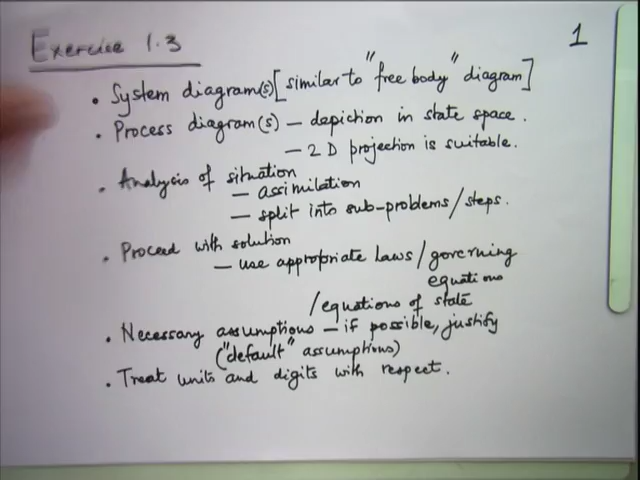 Exercise 1.3
1
• System diagram(s) [similar to "free body" diagram]
• Process diagram(s) — depiction in state space.
— 2 D projection is suitable.
• Analysis of situation
— assimilation
— split into sub-problems/steps.
• Proceed with solution
— use appropriate laws/governing
equations
/equations of state
• Necessary assumptions — if possible, justify
("default" assumptions)
• Treat units and digits with respect.